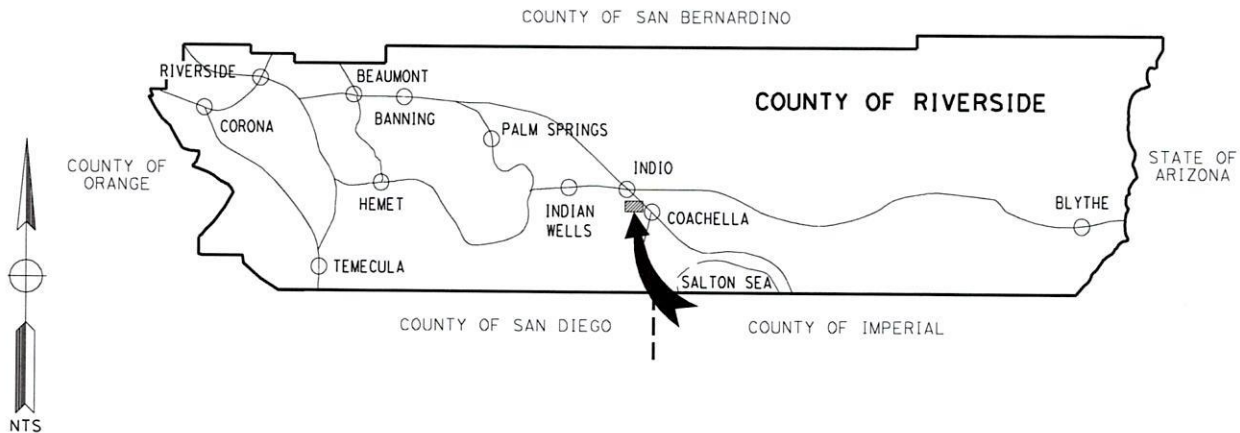 COUNTY OF SAN BERNARDINO
RIVERSIDE
BEAUMONT
COUNTY OF RIVERSIDE
CORONA
BANNING
PALM SPRINGS
COUNTY OF
ORANGE
STATE OF
ARIZONA
INDIO
HEMET
INDIAN
WELLS
COACHELLA
BLYTHE
TEMECULA
SALTON SEA
COUNTY OF SAN DIEGO
COUNTY OF IMPERIAL
NTS